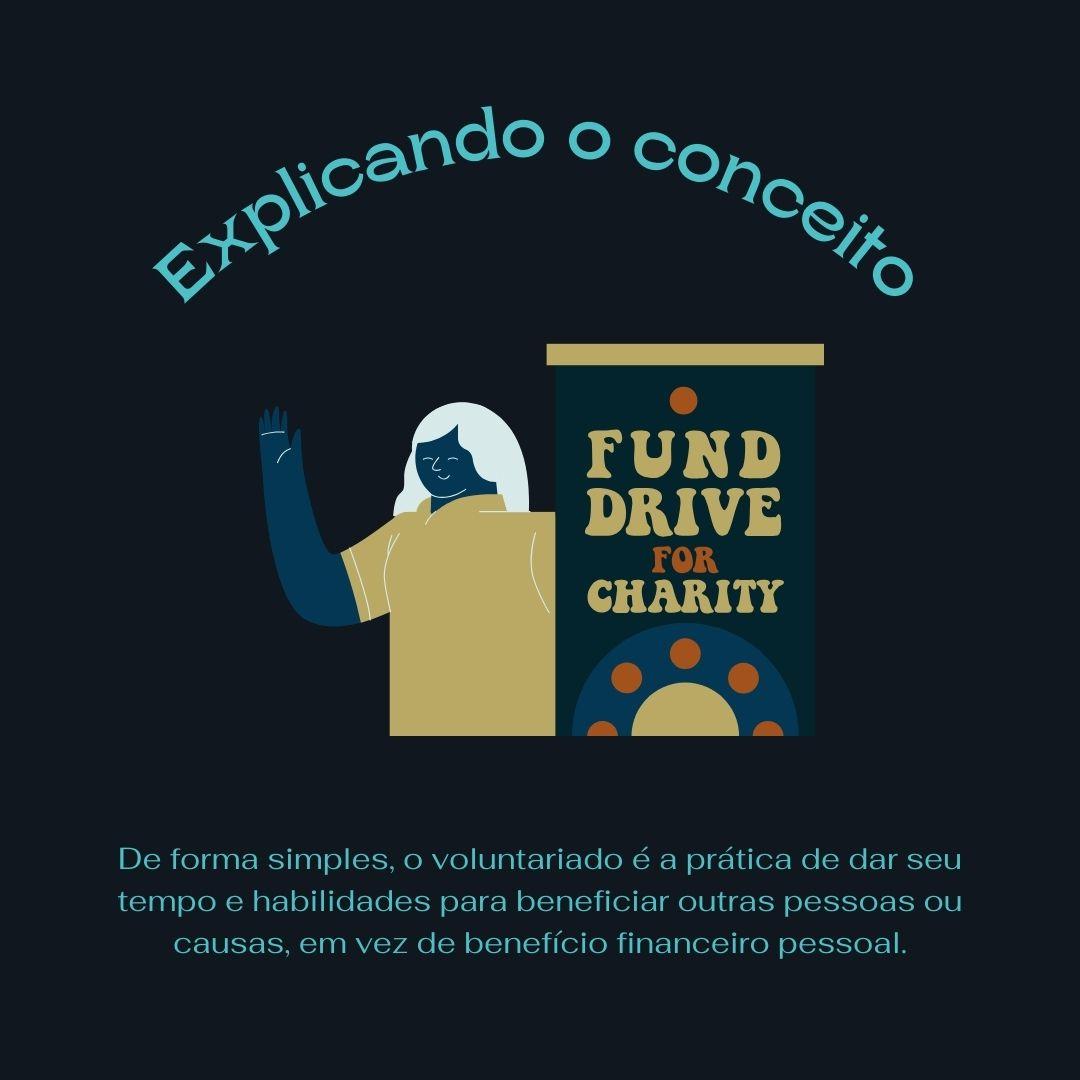 Explicando o conceito
FUND
DRIVE
FOR
CHARITY
De forma simples, o voluntariado é a prática de dar seu
tempo e habilidades para beneficiar outras pessoas ou
causas, em vez de benefício financeiro pessoal.